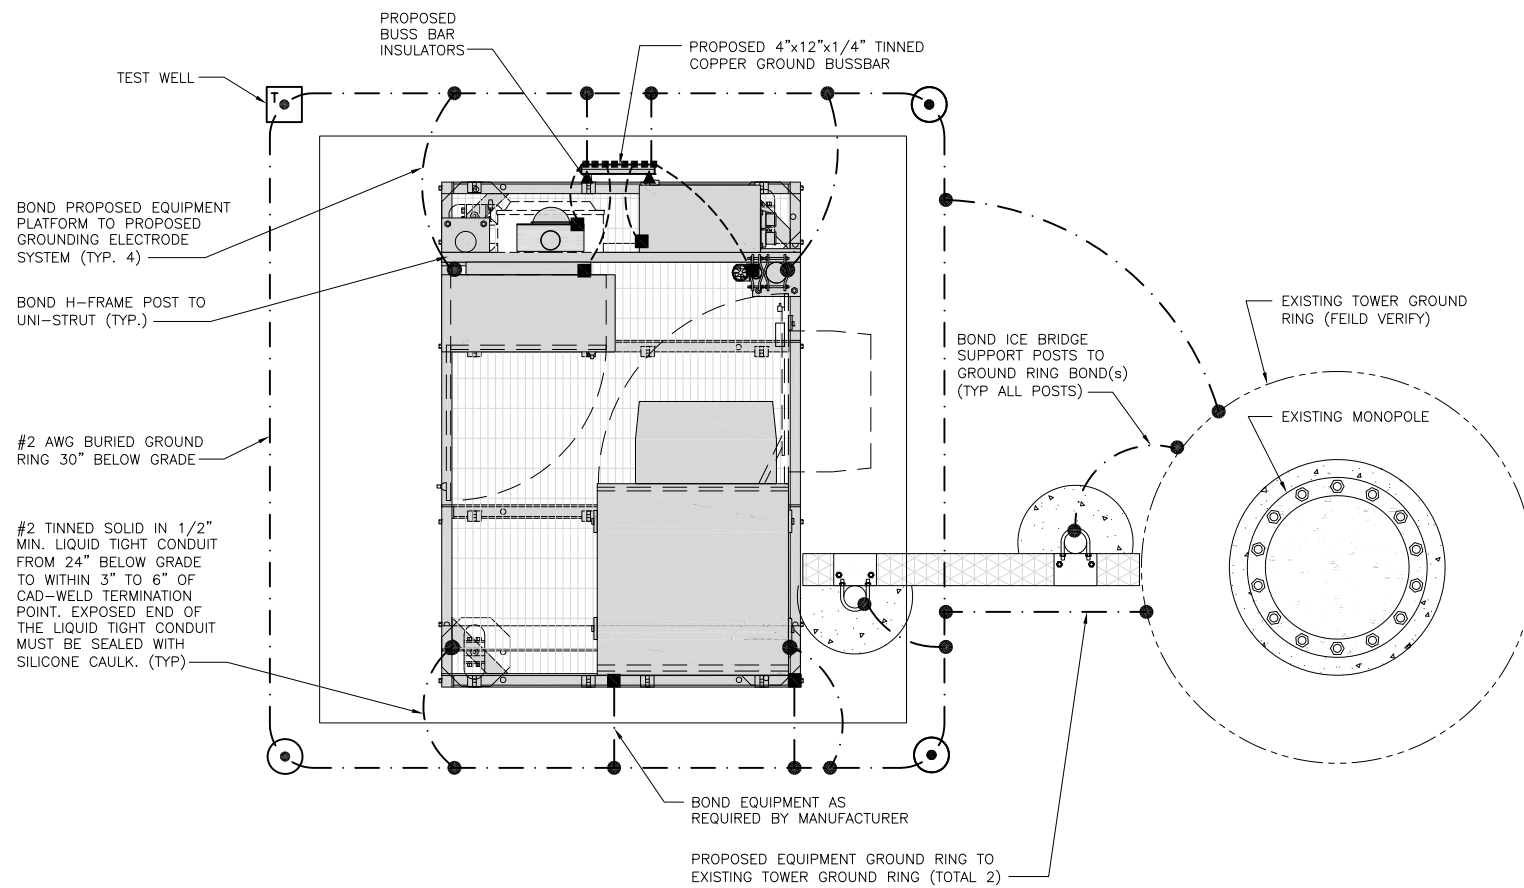 PROPOSED
BUSS BAR
INSULATORS
PROPOSED 4"x12"x1/4" TINNED
COPPER GROUND BUSSBAR
TEST WELL
T
BOND PROPOSED EQUIPMENT
PLATFORM TO PROPOSED
GROUNDING ELECTRODE
SYSTEM (TYP. 4)
BOND H-FRAME POST TO
UNI-STRUT (TYP.)
EXISTING TOWER GROUND
RING (FEILD VERIFY)
BOND ICE BRIDGE
SUPPORT POSTS TO
GROUND RING BOND(s)
(TYP ALL POSTS)
EXISTING MONOPOLE
#2 AWG BURIED GROUND
RING 30" BELOW GRADE
#2 TINNED SOLID IN 1/2"
MIN. LIQUID TIGHT CONDUIT
FROM 24" BELOW GRADE
TO WITHIN 3" TO 6" OF
CAD-WELD TERMINATION
POINT. EXPOSED END OF
THE LIQUID TIGHT CONDUIT
MUST BE SEALED WITH
SILICONE CAULK. (TYP)
BOND EQUIPMENT AS
REQUIRED BY MANUFACTURER
PROPOSED EQUIPMENT GROUND RING TO
EXISTING TOWER GROUND RING (TOTAL 2)